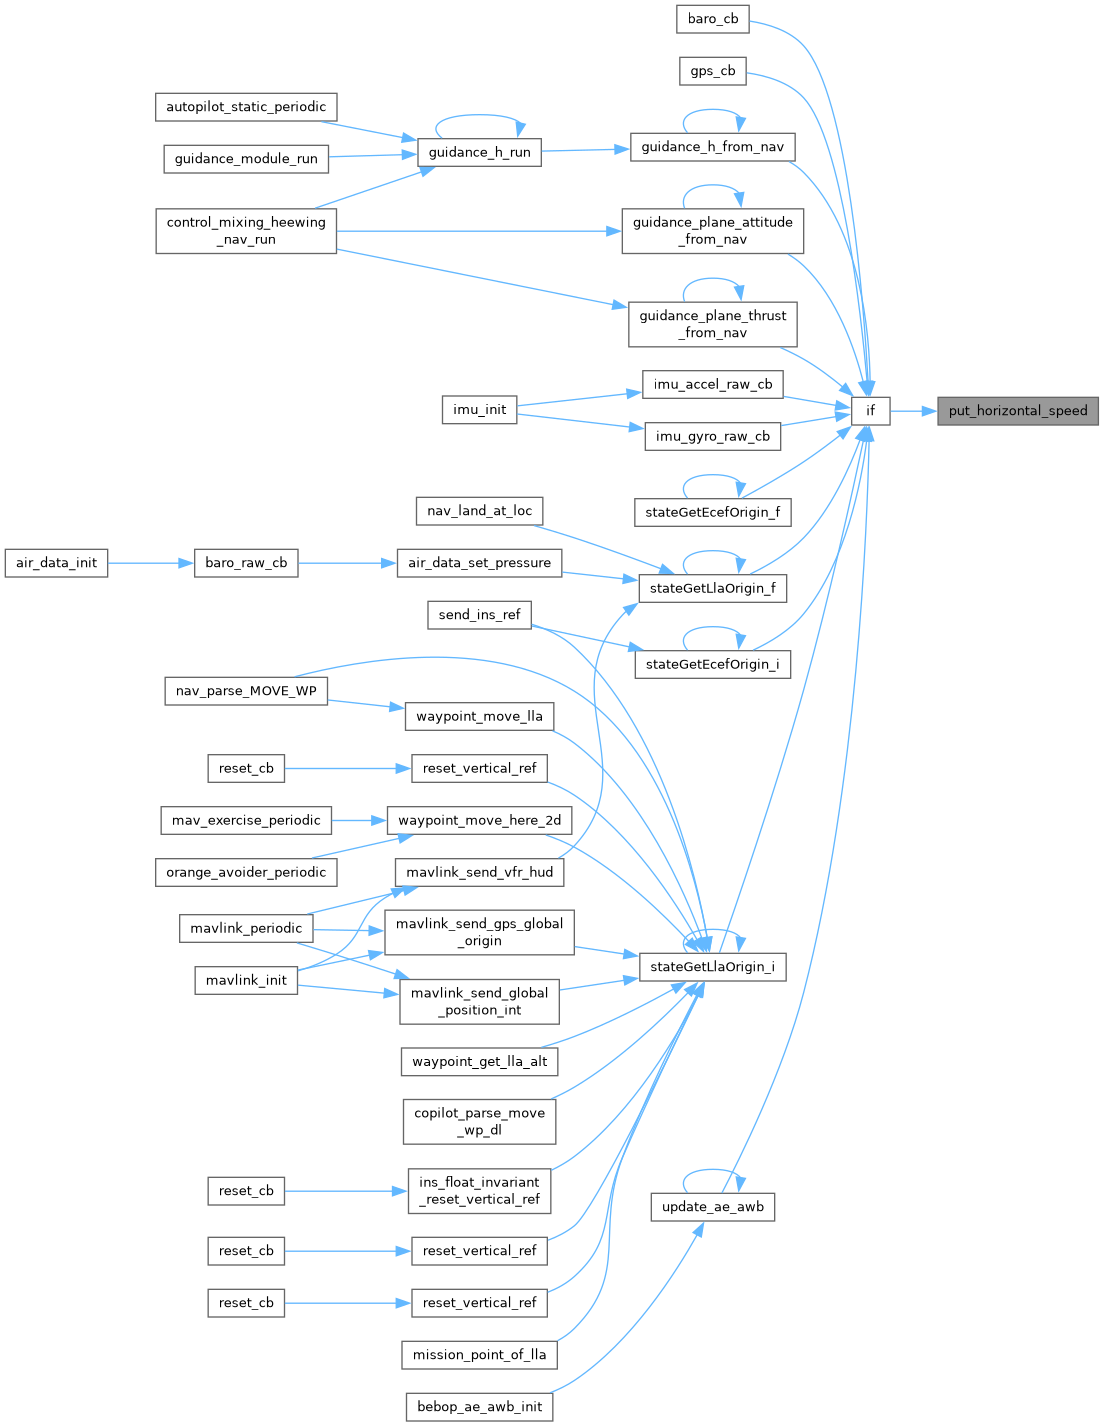 baro_cb
gps_cb
autopilot_static_periodic
guidance_h_run
guidance_h_from_nav
guidance_module_run
control_mixing_heewing
_nav_run
guidance_plane_attitude
_from_nav
guidance_plane_thrust
_from_nav
imu_accel_raw_cb
imu_init
if
put_horizontal_speed
imu_gyro_raw_cb
nav_land_at_loc
stateGetEcefOrigin_f
air_data_init
baro_raw_cb
air_data_set_pressure
stateGetLlaOrigin_f
send_ins_ref
stateGetEcefOrigin_i
nav_parse_MOVE_WP
waypoint_move_lla
reset_cb
reset_vertical_ref
mav_exercise_periodic
waypoint_move_here_2d
orange_avoider_periodic
mavlink_send_vfr_hud
mavlink_periodic
mavlink_send_gps_global
_origin
mavlink_init
stateGetLlaOrigin_i
mavlink_send_global
_position_int
waypoint_get_lla_alt
copilot_parse_move
_wp_dl
reset_cb
ins_float_invariant
_reset_vertical_ref
update_ae_awb
reset_cb
reset_vertical_ref
reset_cb
reset_vertical_ref
mission_point_of_lla
bebop_ae_awb_init